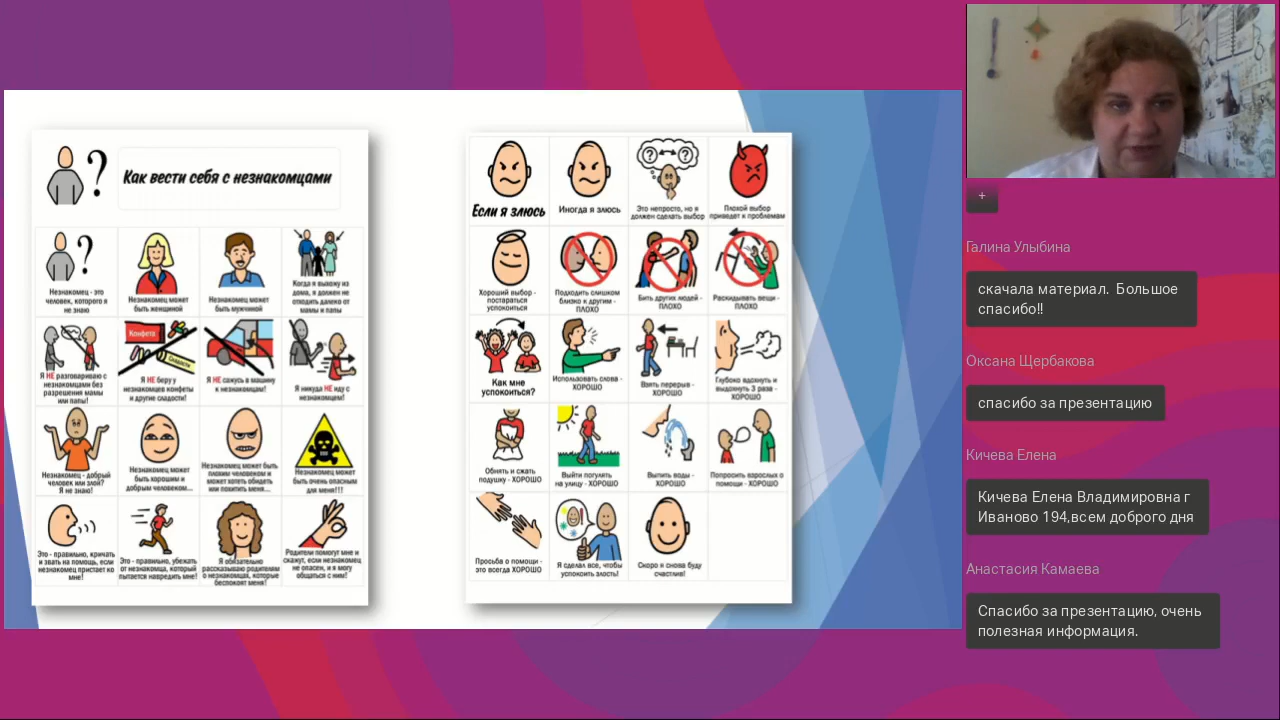 Как вести себя с незнакомцами
Незнакомец - это
человек, которого я
не знаю
Незнакомец может
быть женщиной
Незнакомец может
быть мужчиной
Когда я выхожу из
дома, я должен не
отходить далеко от
мамы и папы
Я НЕ разговариваю с
незнакомцами без
разрешения мамы
или папы!
Конфета
Сладости
Я НЕ беру у
незнакомцев конфеты
и другие сладости!
Я НЕ сажусь в машину
к незнакомцам!
Я никуда НЕ иду с
незнакомцем!
Незнакомец - добрый
человек или злой?
Я не знаю!
Незнакомец может
быть хорошим и
добрым человеком...
Незнакомец может быть
плохим человеком и
может хотеть обидеть
или похитить меня...
Незнакомец может
быть очень опасным
для меня!!!
Это - правильно, кричать
и звать на помощь, если
незнакомец пристает ко
мне!
Это - правильно, убежать
от незнакомца, который
пытается навредить мне!
Я обязательно
рассказываю родителям
о незнакомцах, которые
беспокоят меня!
Родители помогут мне и
скажут, если незнакомец
не опасен, и я могу
общаться с ним!
Если я злюсь
Иногда я злюсь
Это непросто, но я
должен сделать выбор
Плохой выбор
приведет к проблемам
Хороший выбор -
постараться
успокоиться
Подходить слишком
близко к другим -
ПЛОХО
Бить других людей -
ПЛОХО
Раскидывать вещи -
ПЛОХО
Как мне
успокоиться?
Использовать слова -
ХОРОШО
Взять перерыв -
ХОРОШО
Глубоко вдохнуть и
выдохнуть 3 раза -
ХОРОШО
Обнять и сжать
подушку - ХОРОШО
Выйти погулять
на улицу - ХОРОШО
Выпить воды -
ХОРОШО
Попросить взрослых о
помощи - ХОРОШО
Просьба о помощи -
это всегда ХОРОШО
Я сделал все, чтобы
успокоить злость!
Скоро я снова буду
счастлив!
+
Галина Улыбина
скачала материал. Большое
спасибо!!
Оксана Щербакова
спасибо за презентацию
Кичева Елена
Кичева Елена Владимировна г
Иваново 194,всем доброго дня
Анастасия Камаева
Спасибо за презентацию, очень
полезная информация.